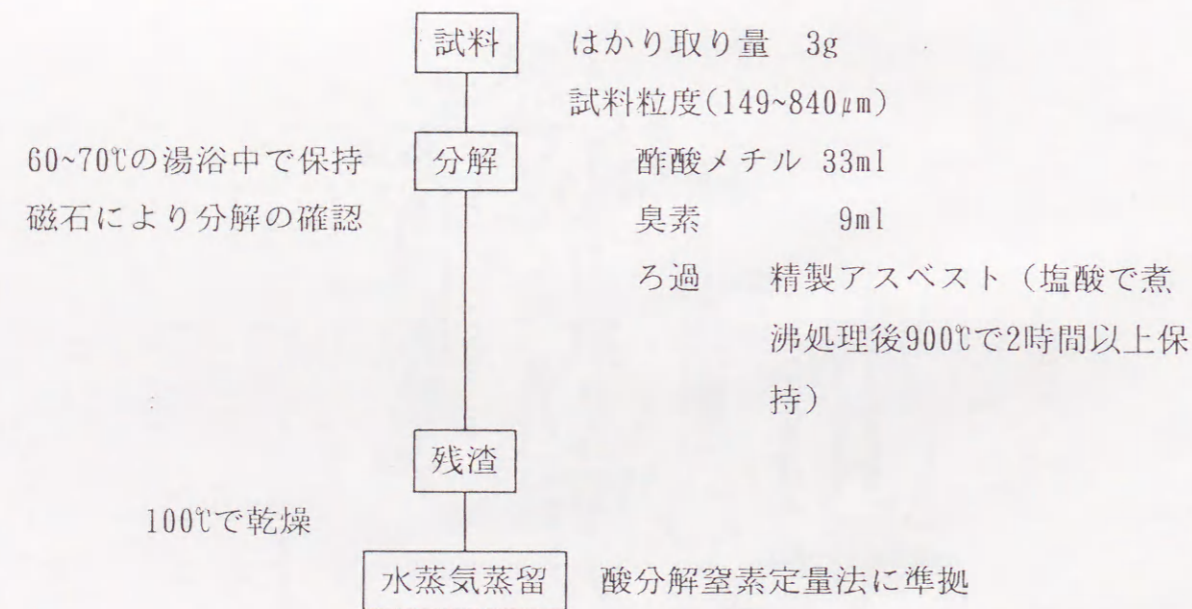 試料 はかり取り量 3g
試料粒度(149~840μm)
60~70℃の湯浴中で保持 分解 酢酸メチル 33ml
磁石により分解の確認 臭素 9ml
ろ過 精製アスベスト（塩酸で煮
沸処理後900℃で2時間以上保
持）
残渣
100℃で乾燥
水蒸気蒸留 酸分解窒素定量法に準拠